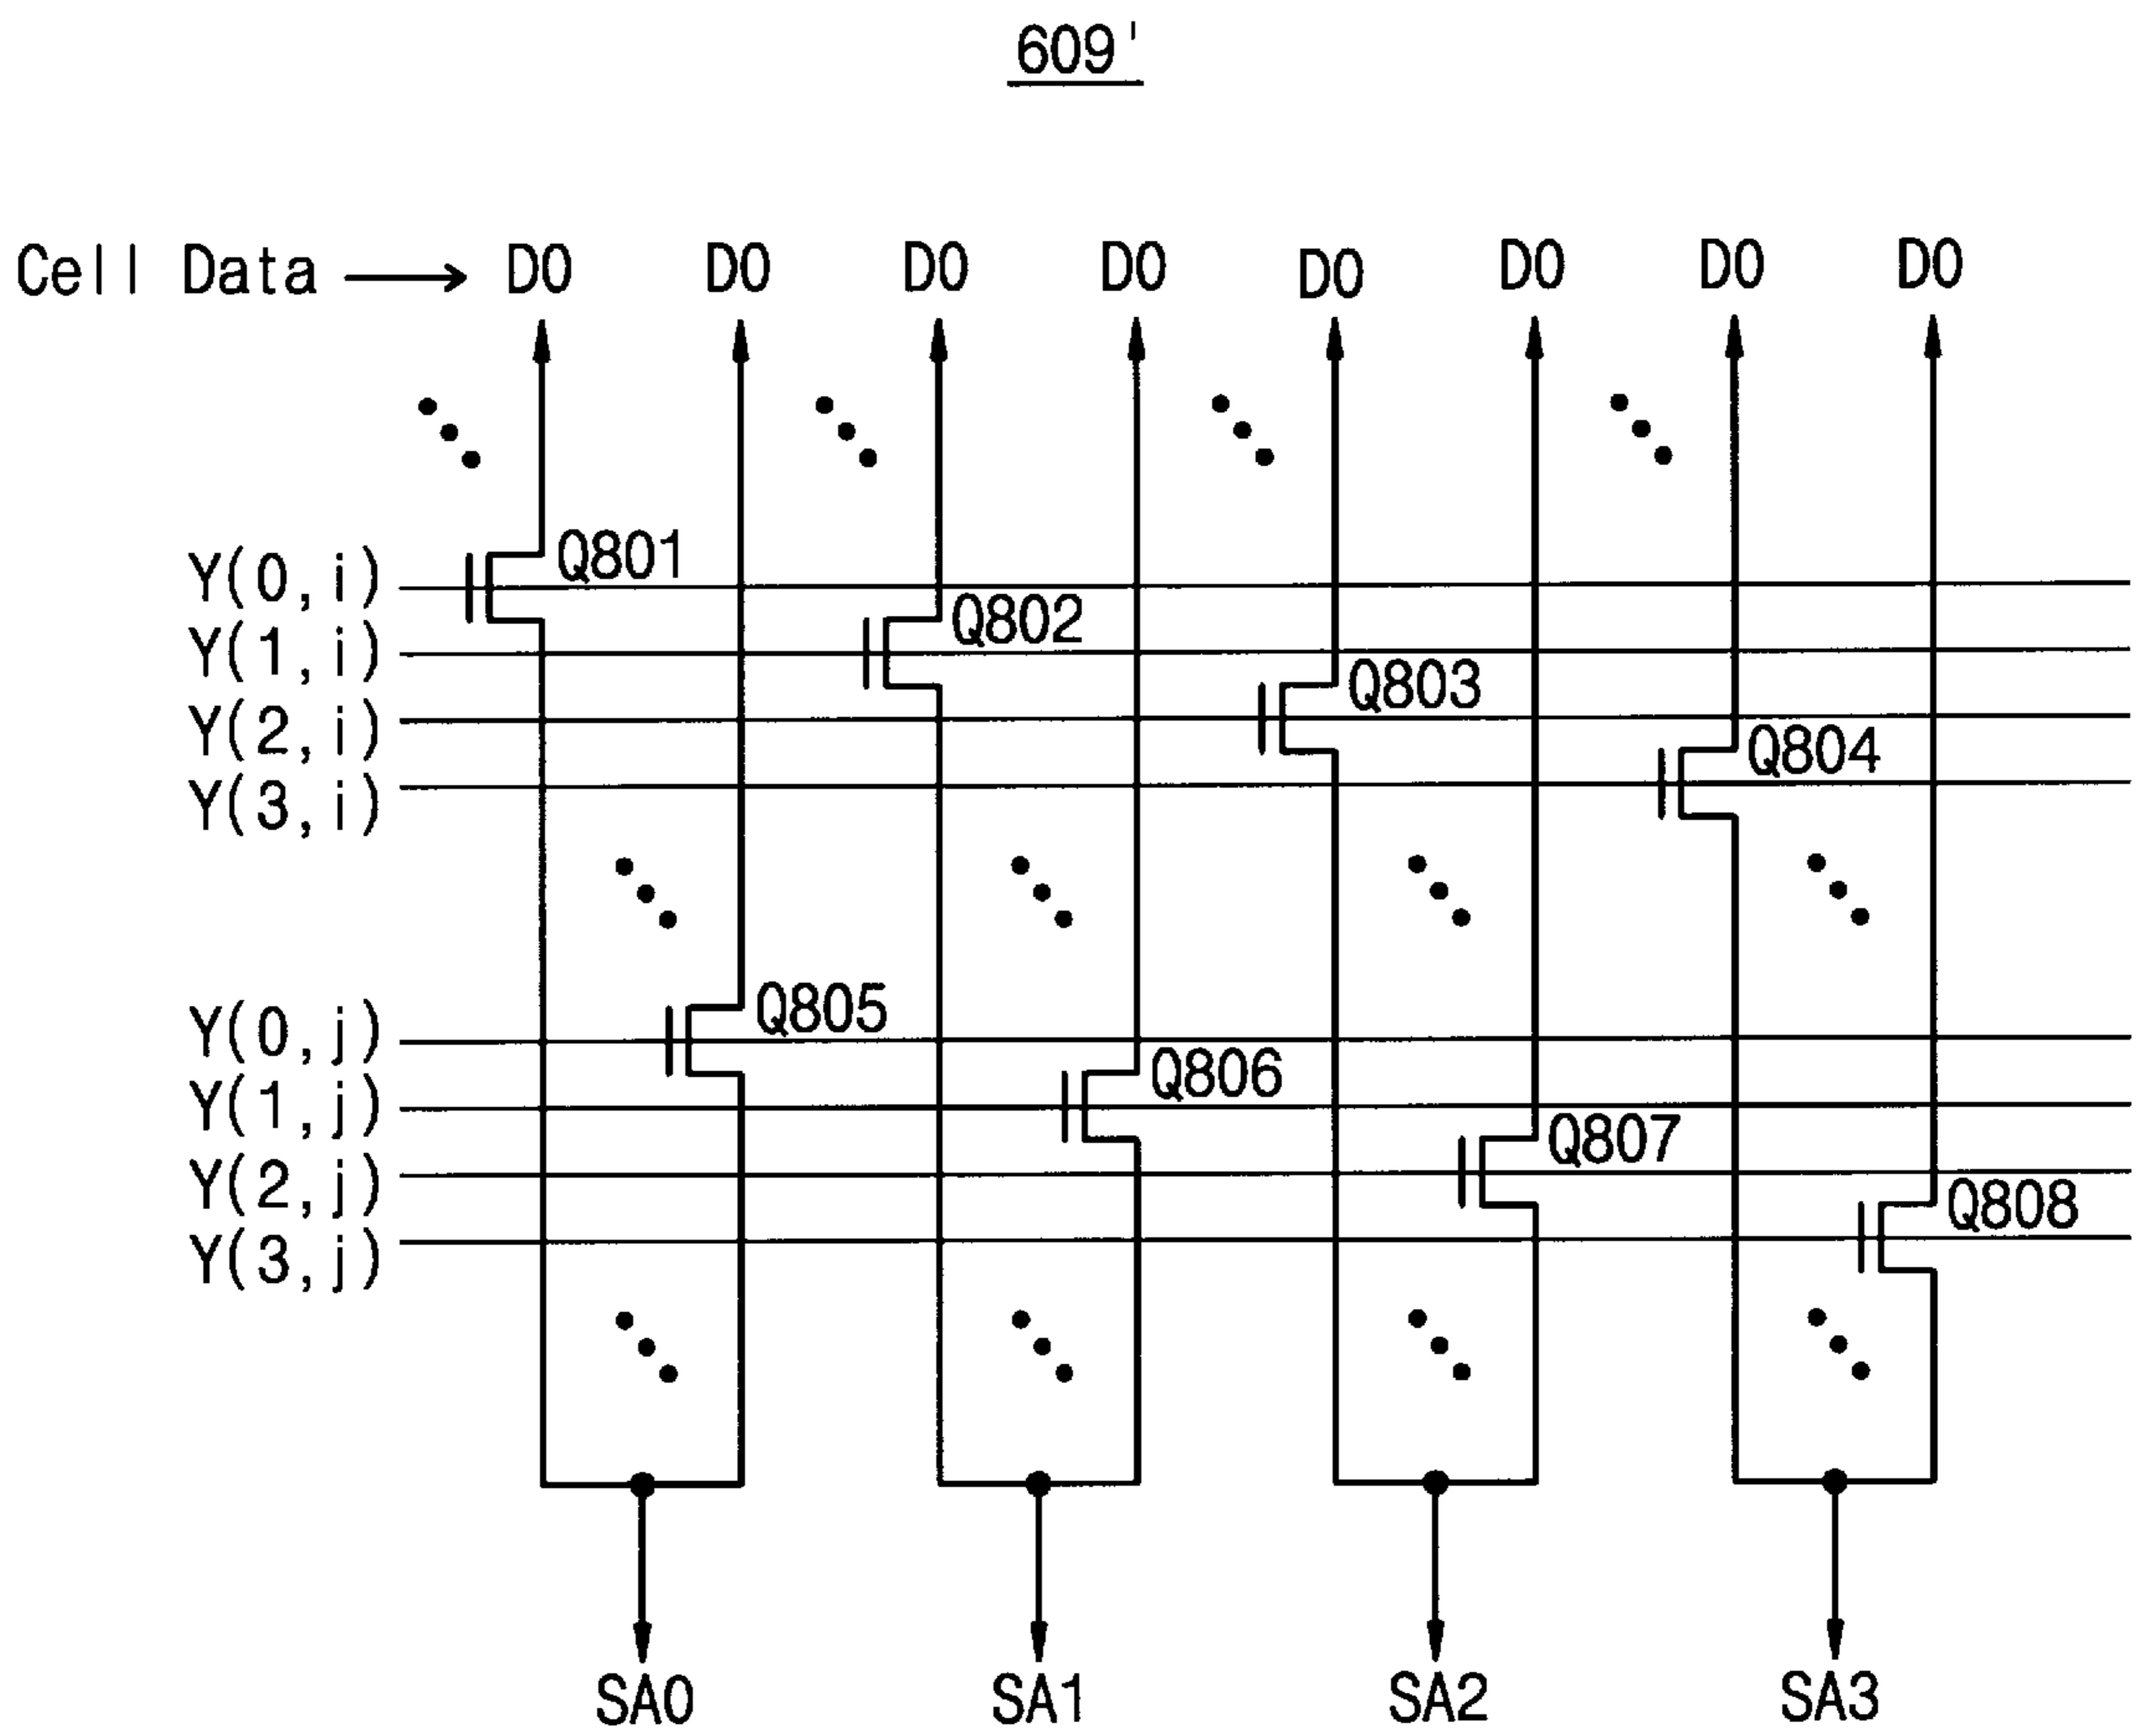 609'
Cell Data → D0 D0 D0 D0 D0 D0 D0 D0
Y(0,i) Q801
Y(1,i) Q802
Y(2,i) Q803
Y(3,i) Q804
Y(0,j) Q805
Y(1,j) Q806
Y(2,j) Q807
Y(3,j) Q808
SA0 SA1 SA2 SA3